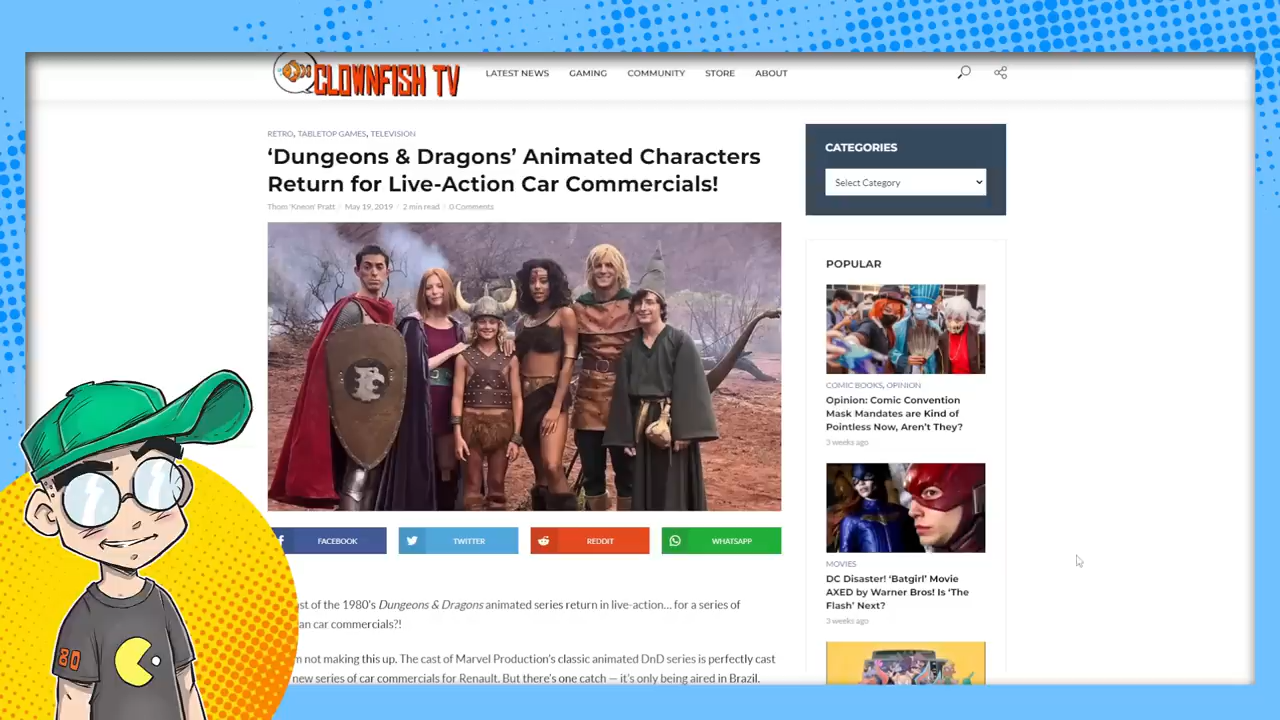 CLOWNFISH TV
LATEST NEWS
GAMING
COMMUNITY
STORE
ABOUT
RETRO, TABLETOP GAMES, TELEVISION
‘Dungeons & Dragons’ Animated Characters
Return for Live-Action Car Commercials!
Thom 'Kneon' Pratt / May 19, 2019 / 2 min read / 0 Comments
FACEBOOK
TWITTER
REDDIT
WHATSAPP
of the 1980's Dungeons & Dragons animated series return in live-action... for a series of
car commercials?!
not making this up. The cast of Marvel Production's classic animated DnD series is perfectly cast
new series of car commercials for Renault. But there's one catch — it's only being aired in Brazil.
CATEGORIES
Select Category
POPULAR
COMIC BOOKS, OPINION
Opinion: Comic Convention
Mask Mandates are Kind of
Pointless Now, Aren't They?
3 weeks ago
MOVIES
DC Disaster! ‘Batgirl’ Movie
AXED by Warner Bros! Is ‘The
Flash’ Next?
3 weeks ago
80